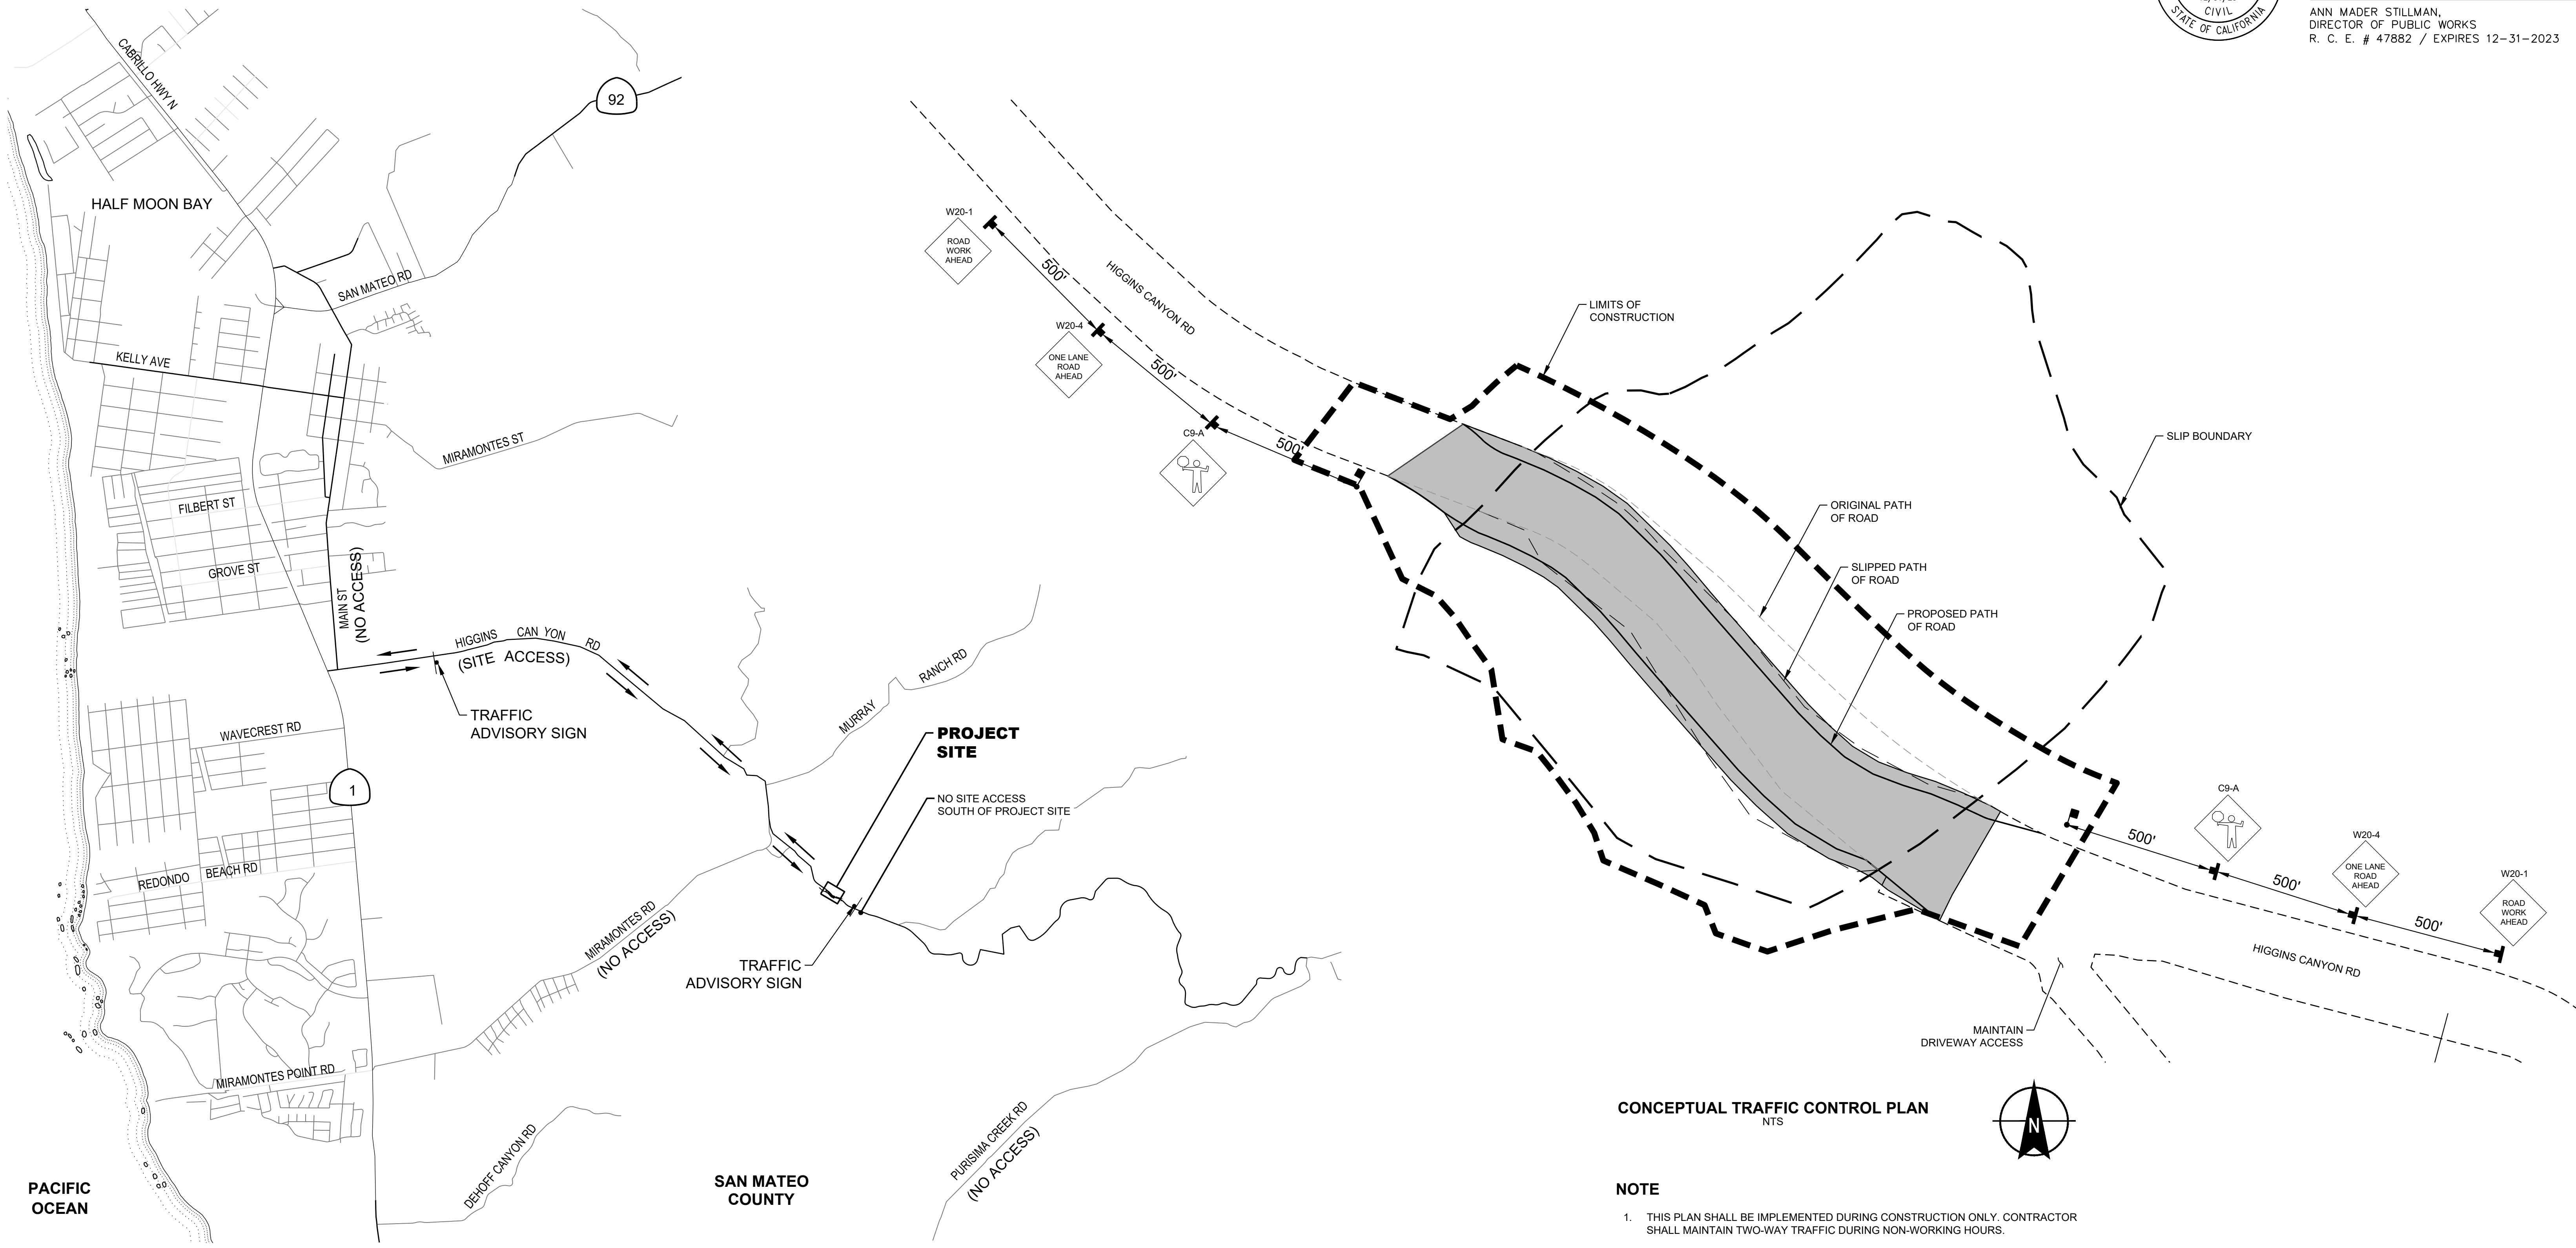 CIVIL
STATE OF CALIFORNIA
ANN MADER STILLMAN,
DIRECTOR OF PUBLIC WORKS
R. C. E. # 47882 / EXPIRES 12-31-2023
CABRILLO HWY N
92
HALF MOON BAY
SAN MATEO RD
KELLY AVE
MIRAMONTES ST
FILBERT ST
GROVE ST
MAIN ST
(NO ACCESS)
HIGGINS CAN YON RD
(SITE ACCESS)
TRAFFIC
ADVISORY SIGN
MURRAY RANCH RD
WAVECREST RD
1
PROJECT
SITE
NO SITE ACCESS
SOUTH OF PROJECT SITE
REDONDO BEACH RD
MIRAMONTES RD
(NO ACCESS)
TRAFFIC
ADVISORY SIGN
MIRAMONTES POINT RD
DEHOFF CANYON RD
PURISIMA CREEK RD
(NO ACCESS)
PACIFIC
OCEAN
SAN MATEO
COUNTY
W20-1
ROAD
WORK
AHEAD
500'
HIGGINS CANYON RD
W20-4
ONE LANE
ROAD
AHEAD
500'
C9-A
500'
LIMITS OF
CONSTRUCTION
SLIP BOUNDARY
ORIGINAL PATH
OF ROAD
SLIPPED PATH
OF ROAD
PROPOSED PATH
OF ROAD
C9-A
500'
W20-4
ONE LANE
ROAD
AHEAD
500'
W20-1
ROAD
WORK
AHEAD
500'
HIGGINS CANYON RD
MAINTAIN
DRIVEWAY ACCESS
CONCEPTUAL TRAFFIC CONTROL PLAN
NTS
N
NOTE
1. THIS PLAN SHALL BE IMPLEMENTED DURING CONSTRUCTION ONLY. CONTRACTOR
SHALL MAINTAIN TWO-WAY TRAFFIC DURING NON-WORKING HOURS.